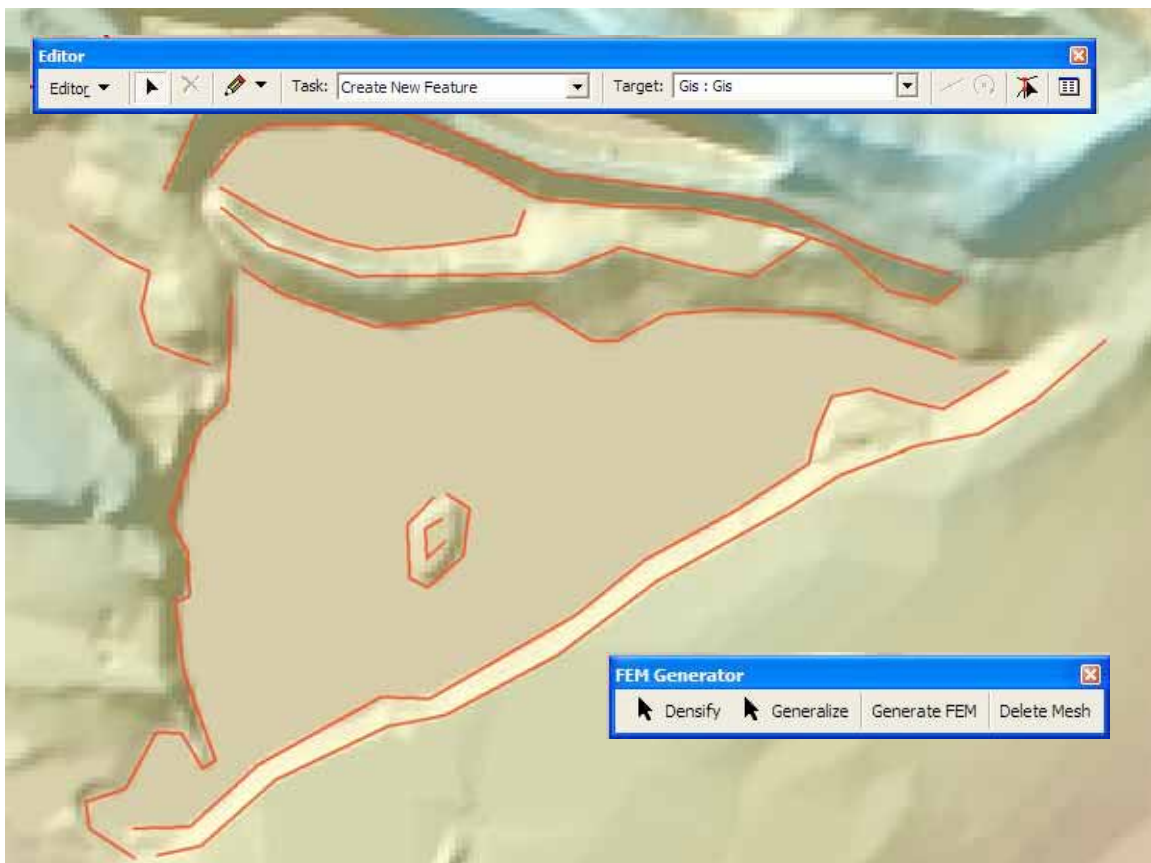 Editor
Editor Task: Create New Feature Target: Gis : Gis
FEM Generator
Densify Generalize Generate FEM Delete Mesh